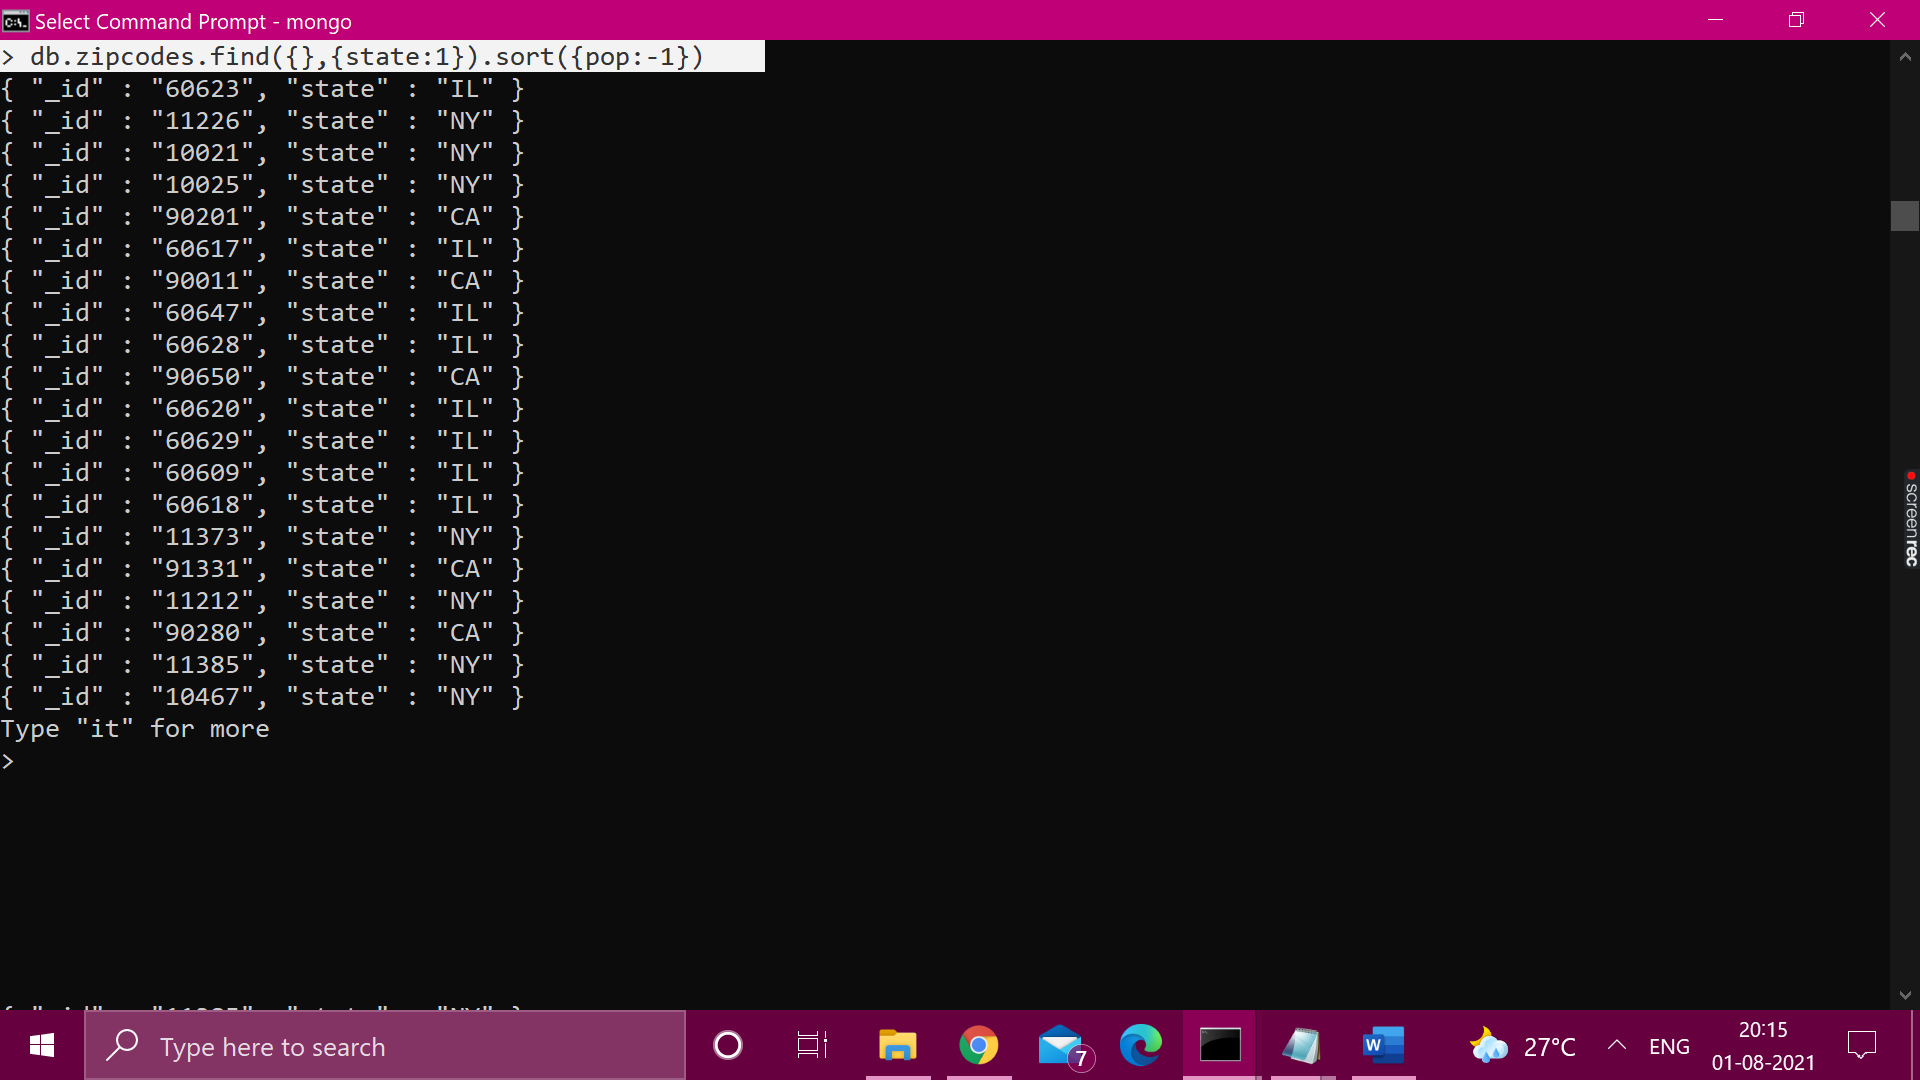 Select Command Prompt - mongo
> db.zipcodes.find({},{state:1}).sort({pop:-1})
{ "_id" : "60623", "state" : "IL" }
{ "_id" : "11226", "state" : "NY" }
{ "_id" : "10021", "state" : "NY" }
{ "_id" : "10025", "state" : "NY" }
{ "_id" : "90201", "state" : "CA" }
{ "_id" : "60617", "state" : "IL" }
{ "_id" : "90011", "state" : "CA" }
{ "_id" : "60647", "state" : "IL" }
{ "_id" : "60628", "state" : "IL" }
{ "_id" : "90650", "state" : "CA" }
{ "_id" : "60620", "state" : "IL" }
{ "_id" : "60629", "state" : "IL" }
{ "_id" : "60609", "state" : "IL" }
{ "_id" : "60618", "state" : "IL" }
{ "_id" : "11373", "state" : "NY" }
{ "_id" : "91331", "state" : "CA" }
{ "_id" : "11212", "state" : "NY" }
{ "_id" : "90280", "state" : "CA" }
{ "_id" : "11385", "state" : "NY" }
{ "_id" : "10467", "state" : "NY" }
Type "it" for more
>
screenrec
Type here to search
7
27°C
ENG
20:15
01-08-2021